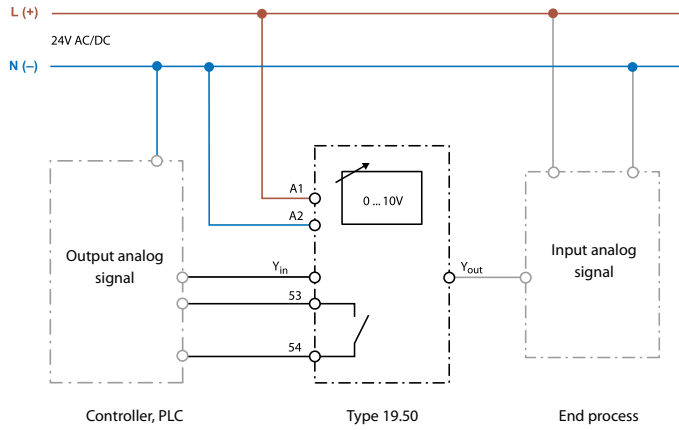 L (+)
24V AC/DC
N (–)
A1
0 ... 10V
A2
Output analog
signal
Input analog
signal
Yin
Yout
53
54
Controller, PLC
Type 19.50
End process